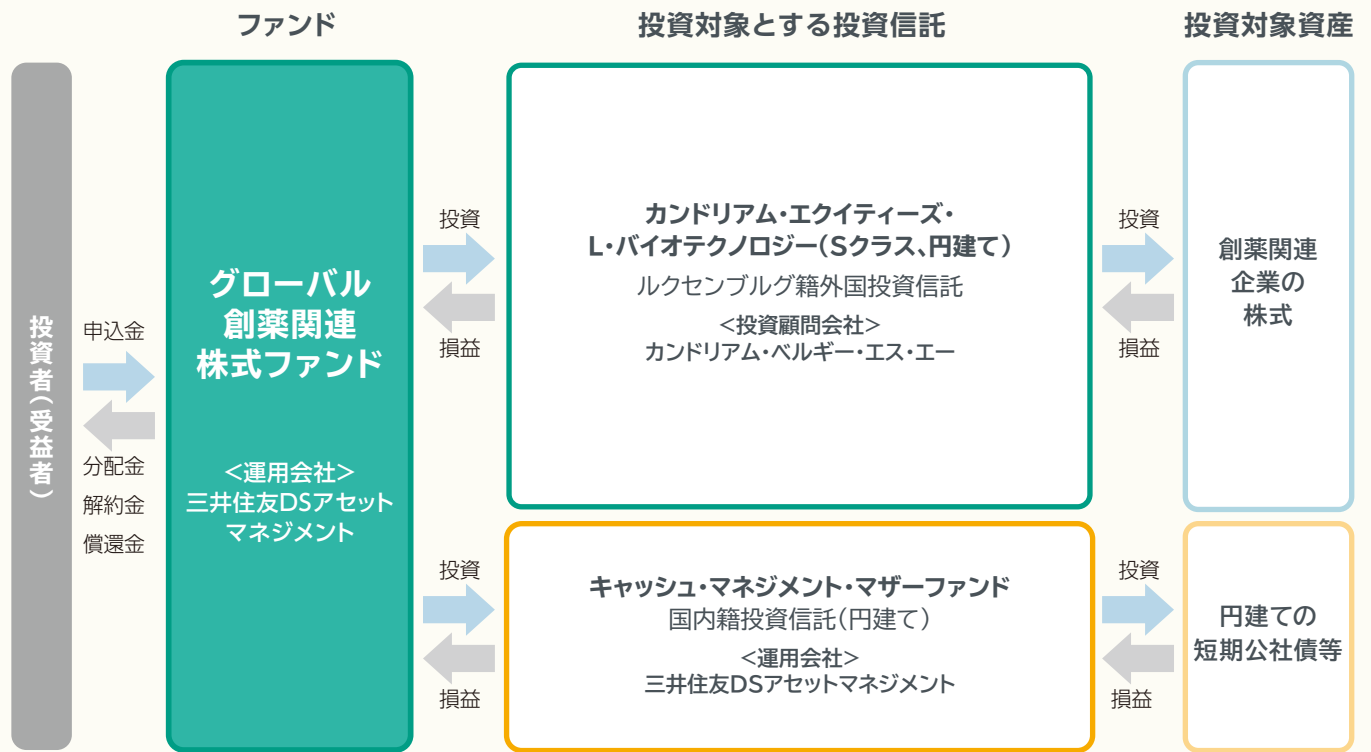 ファンド
投資対象とする投資信託
投資対象資産
投資者(受益者)
申込金
分配金
解約金
償還金
グローバル
創薬関連
株式ファンド
<運用会社>
三井住友DSアセット
マネジメント
投資
損益
カンドリアム・エクイティーズ・
L・バイオテクノロジー(Sクラス、円建て)
ルクセンブルグ籍外国投資信託
<投資顧問会社>
カンドリアム・ベルギー・エス・エー
投資
損益
創薬関連
企業の
株式
投資
損益
キャッシュ・マネジメント・マザーファンド
国内籍投資信託(円建て)
<運用会社>
三井住友DSアセットマネジメント
投資
損益
円建ての
短期公社債等